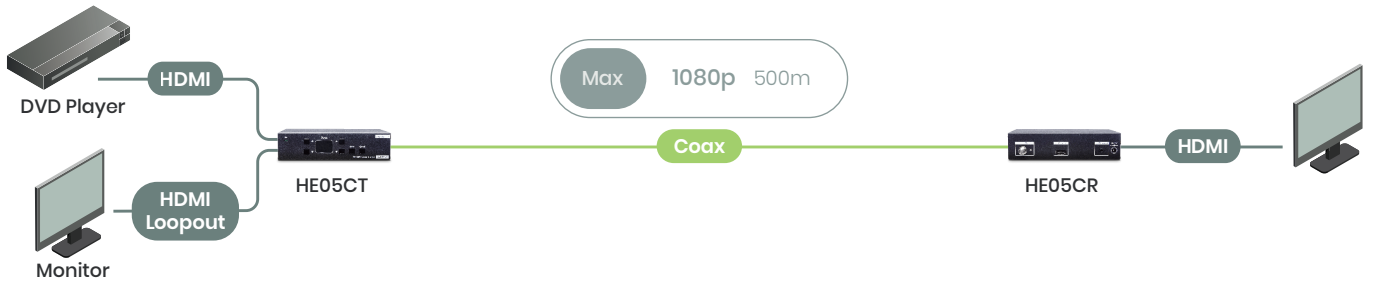 HDMI
DVD Player
Max 1080p 500m
Coax
HE05CT
HE05CR
HDMI
HDMI
Loopout
Monitor